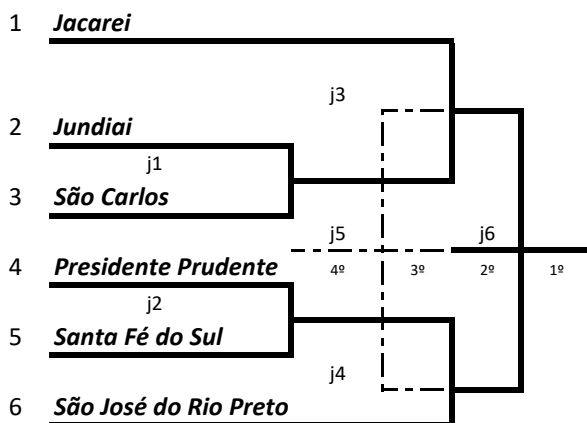 1 Jacarei
j3
2 Jundiai
j1
3 São Carlos
j5 j6
4 Presidente Prudente 4º 3º 2º 1º
j2
5 Santa Fé do Sul
j4
6 São José do Rio Preto